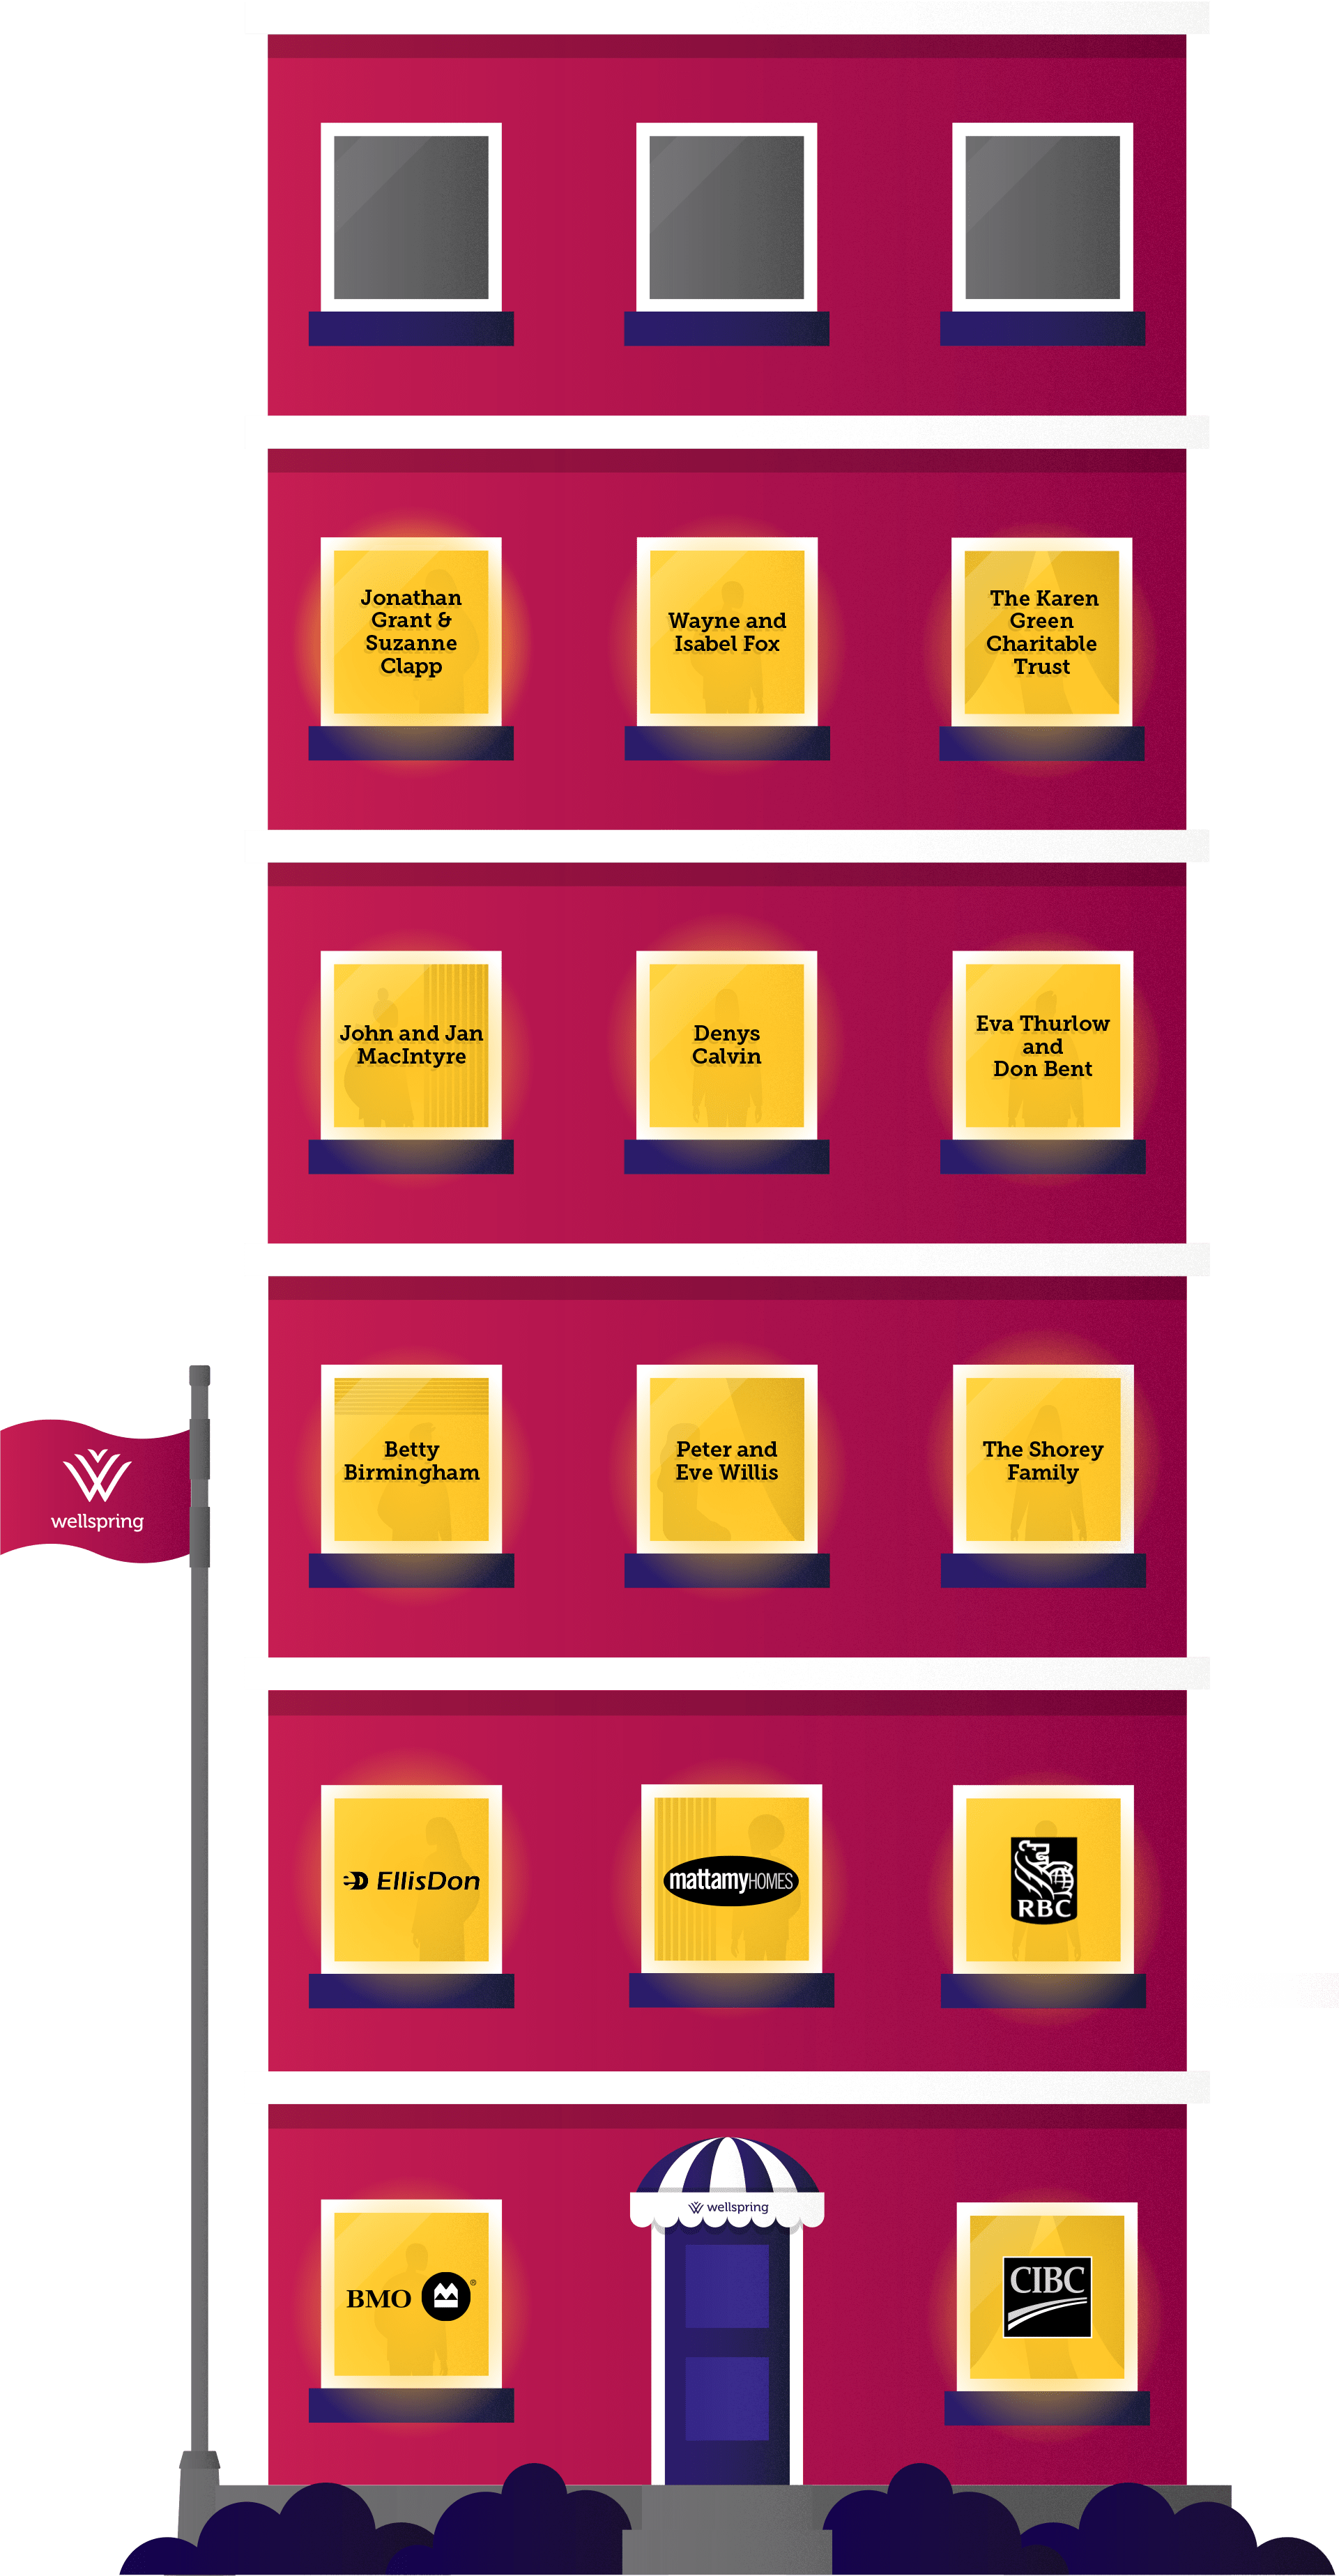 Jonathan
Grant &
Suzanne
Clapp
Wayne and
Isabel Fox
The Karen
Green
Charitable
Trust
John and Jan
MacIntyre
Denys
Calvin
Eva Thurlow
and
Don Bent
Betty
Birmingham
Peter and
Eve Willis
The Shorey
Family
wellspring
EllisDon
mattamyHOMES
RBC
wellspring
BMO ®
CIBC